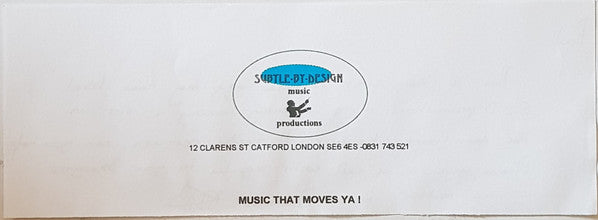 SUBTLE-BY-DESIGN
music
productions
12 CLARENS ST CATFORD LONDON SE6 4ES -0831 743 521
MUSIC THAT MOVES YA !